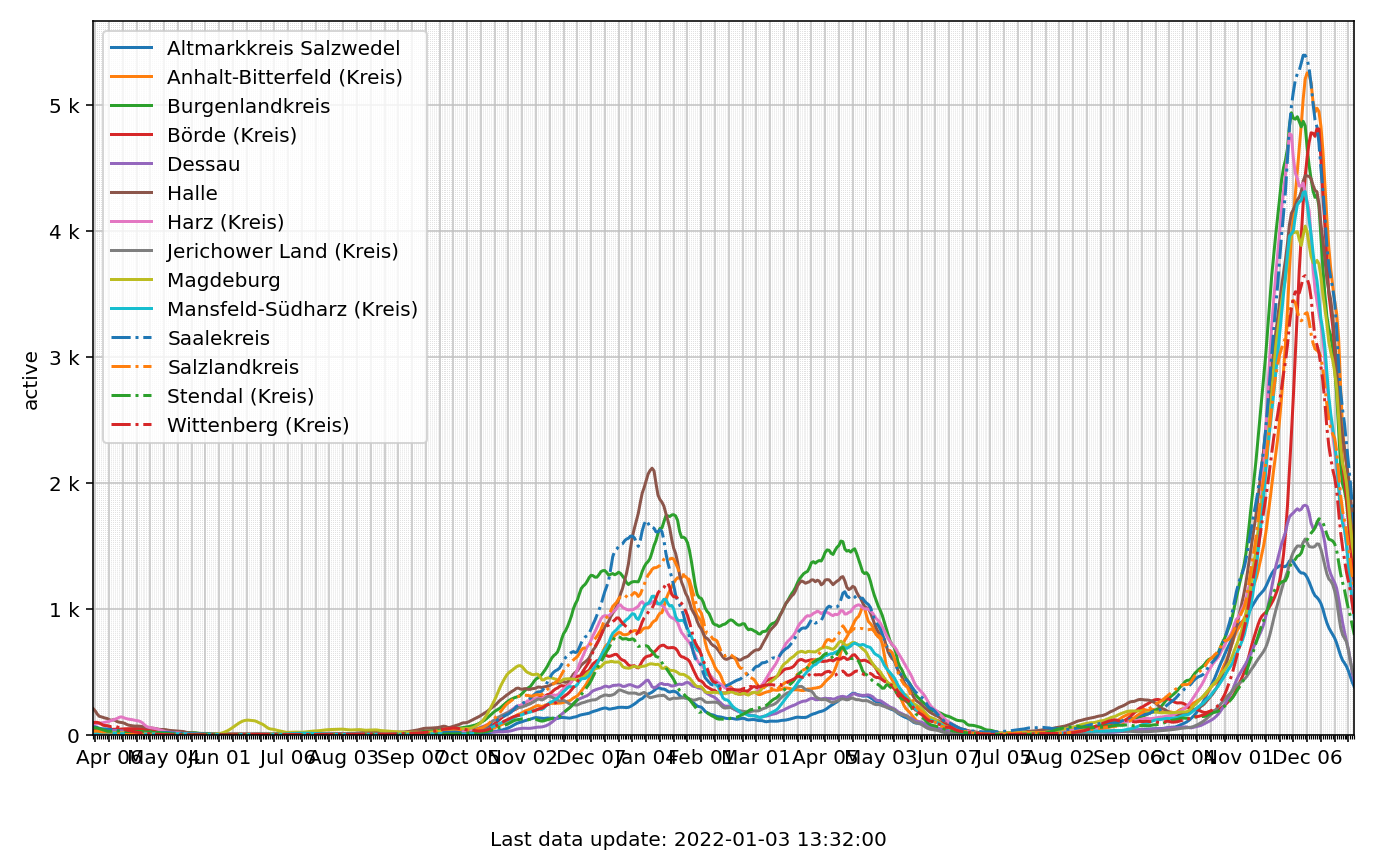 Altmarkkreis Salzwedel
Anhalt-Bitterfeld (Kreis)
Burgenlandkreis
Börde (Kreis)
Dessau
Halle
Harz (Kreis)
Jerichower Land (Kreis)
Magdeburg
Mansfeld-Südharz (Kreis)
Saalekreis
Salzlandkreis
Stendal (Kreis)
Wittenberg (Kreis)
active
5 k
4 k
3 k
2 k
1 k
0
Apr 06 May 04 Jun 01 Jul 06 Aug 03 Sep 07 Oct 05 Nov 02 Dec 07 Jan 04 Feb 01 Mar 01 Apr 05 May 03 Jun 07 Jul 05 Aug 02 Sep 06 Oct 04 Nov 01 Dec 06
Last data update: 2022-01-03 13:32:00